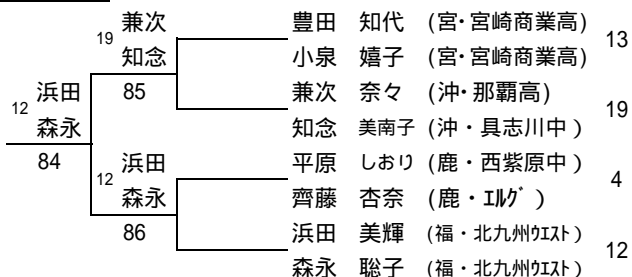 兼次 豊田 知代 (宮・宮崎商業高) 13
19
知念 小泉 嬉子 (宮・宮崎商業高)
浜田 85 兼次 奈々 (沖・那覇高) 19
12
森永 知念 美南子 (沖・具志川中)
84 浜田 平原 しおり (鹿・西紫原中) 4
12
森永 齊藤 杏奈 (鹿・エルグ)
86 浜田 美輝 (福・北九州ウエスト) 12
森永 聡子 (福・北九州ウエスト)